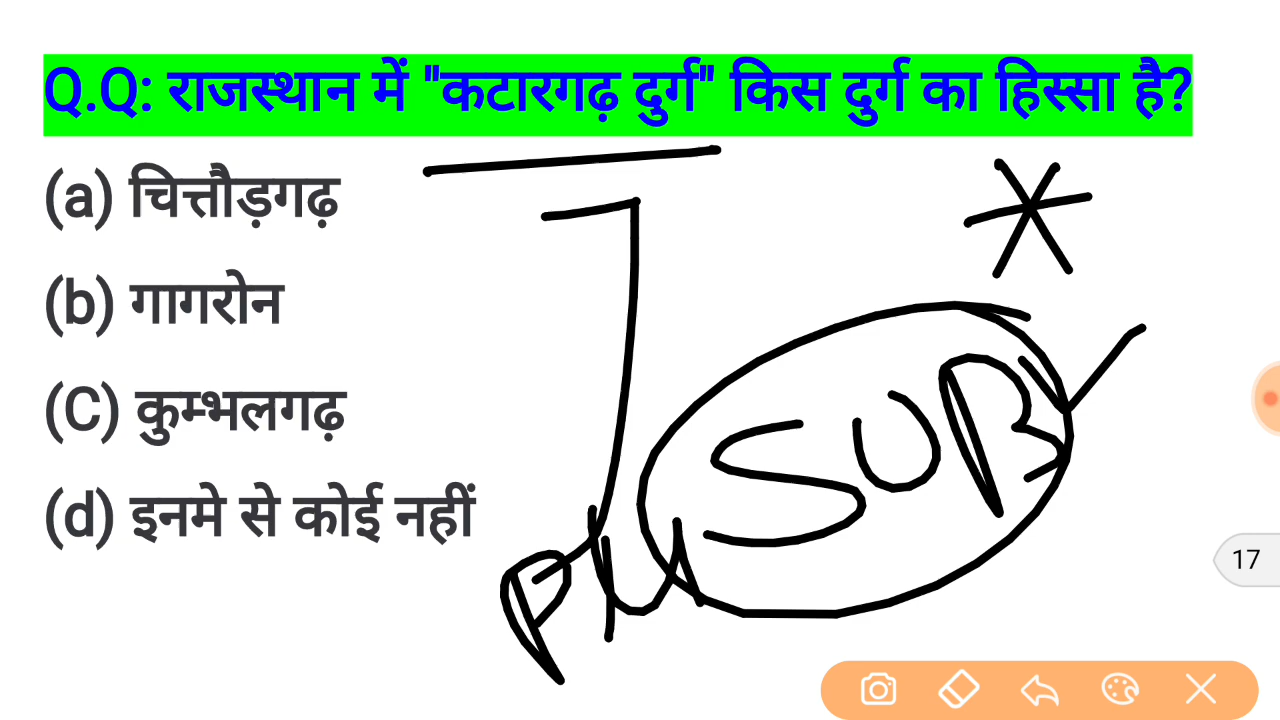 Q.Q: राजस्थान में "कटारगढ़ दुर्ग" किस दुर्ग का हिस्सा है?
(a) चित्तौड़गढ़
(b) गागरोन
(C) कुम्भलगढ़
(d) इनमे से कोई नहीं
SUB
17